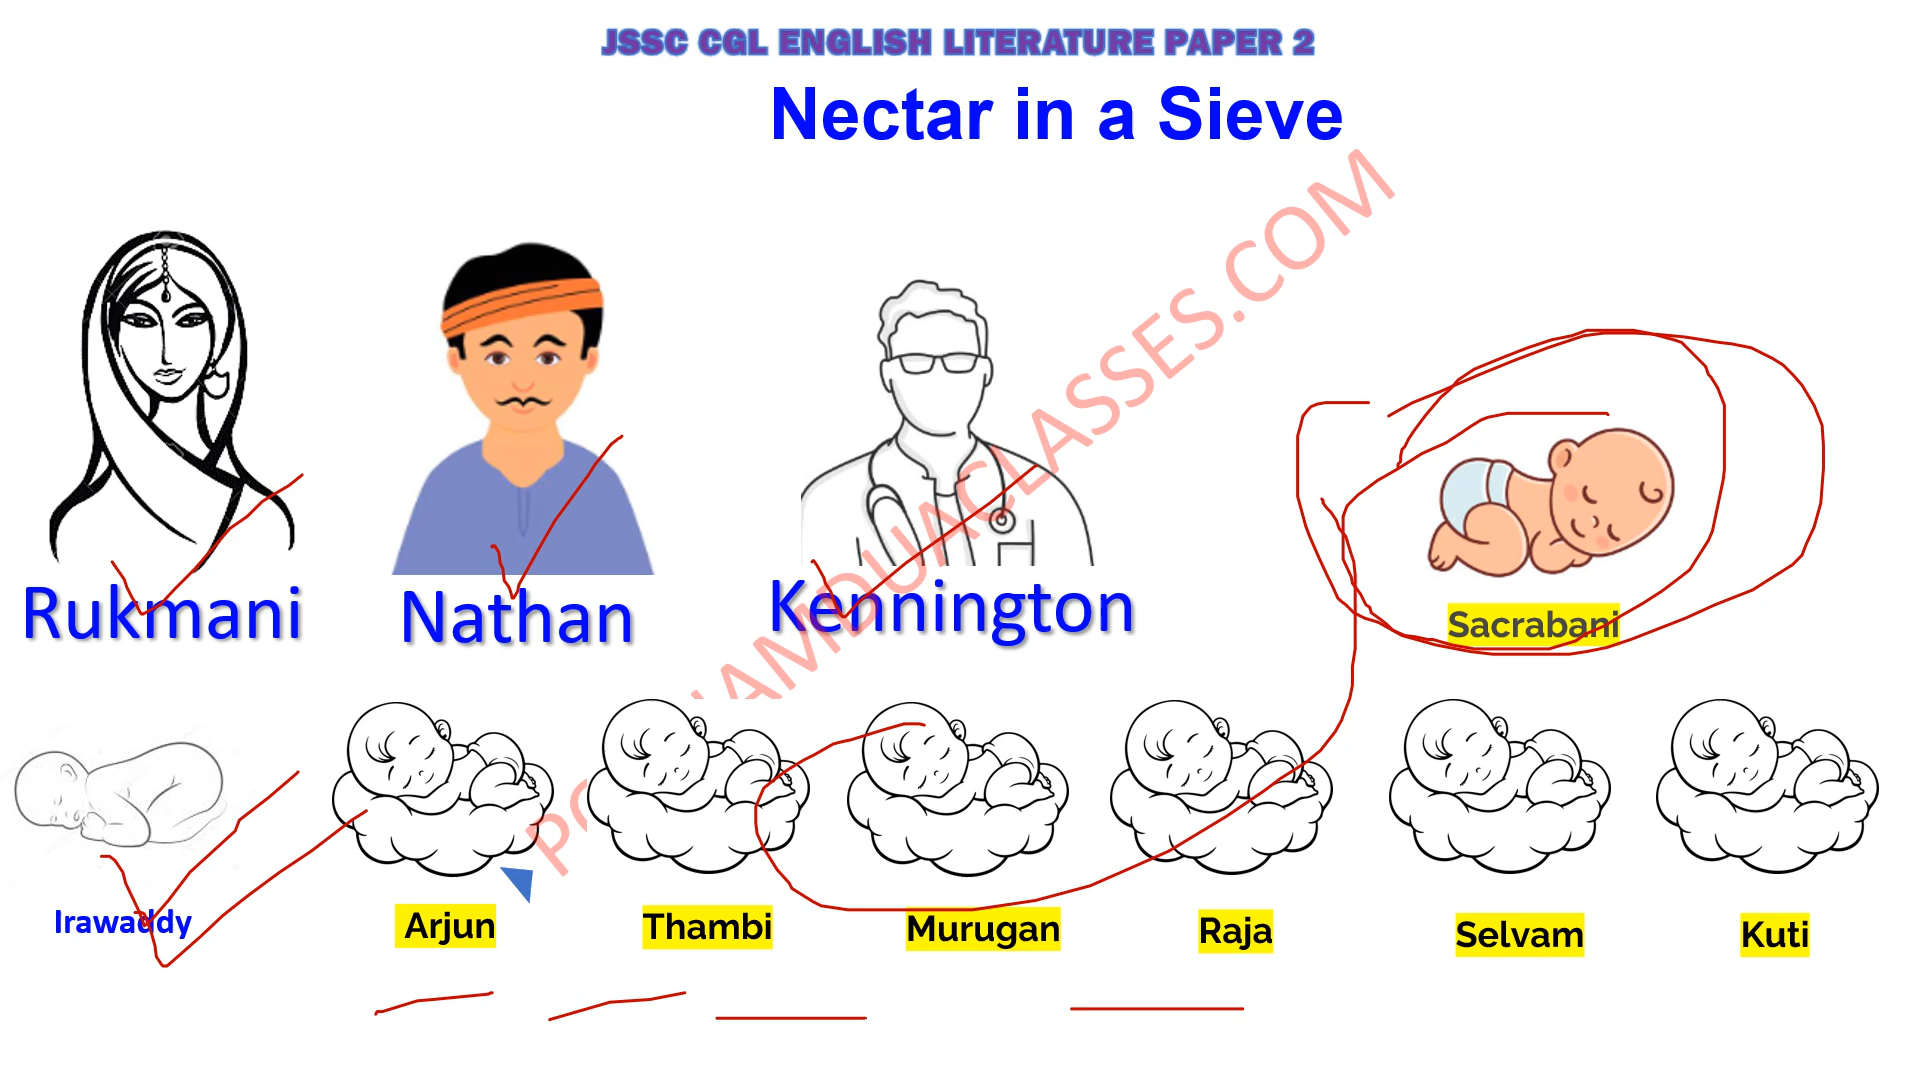 JSSC CGL ENGLISH LITERATURE PAPER 2
Nectar in a Sieve
Rukmani
Nathan
Kennington
Sacrabani
Irawaddy
Arjun
Thambi
Murugan
Raja
Selvam
Kuti